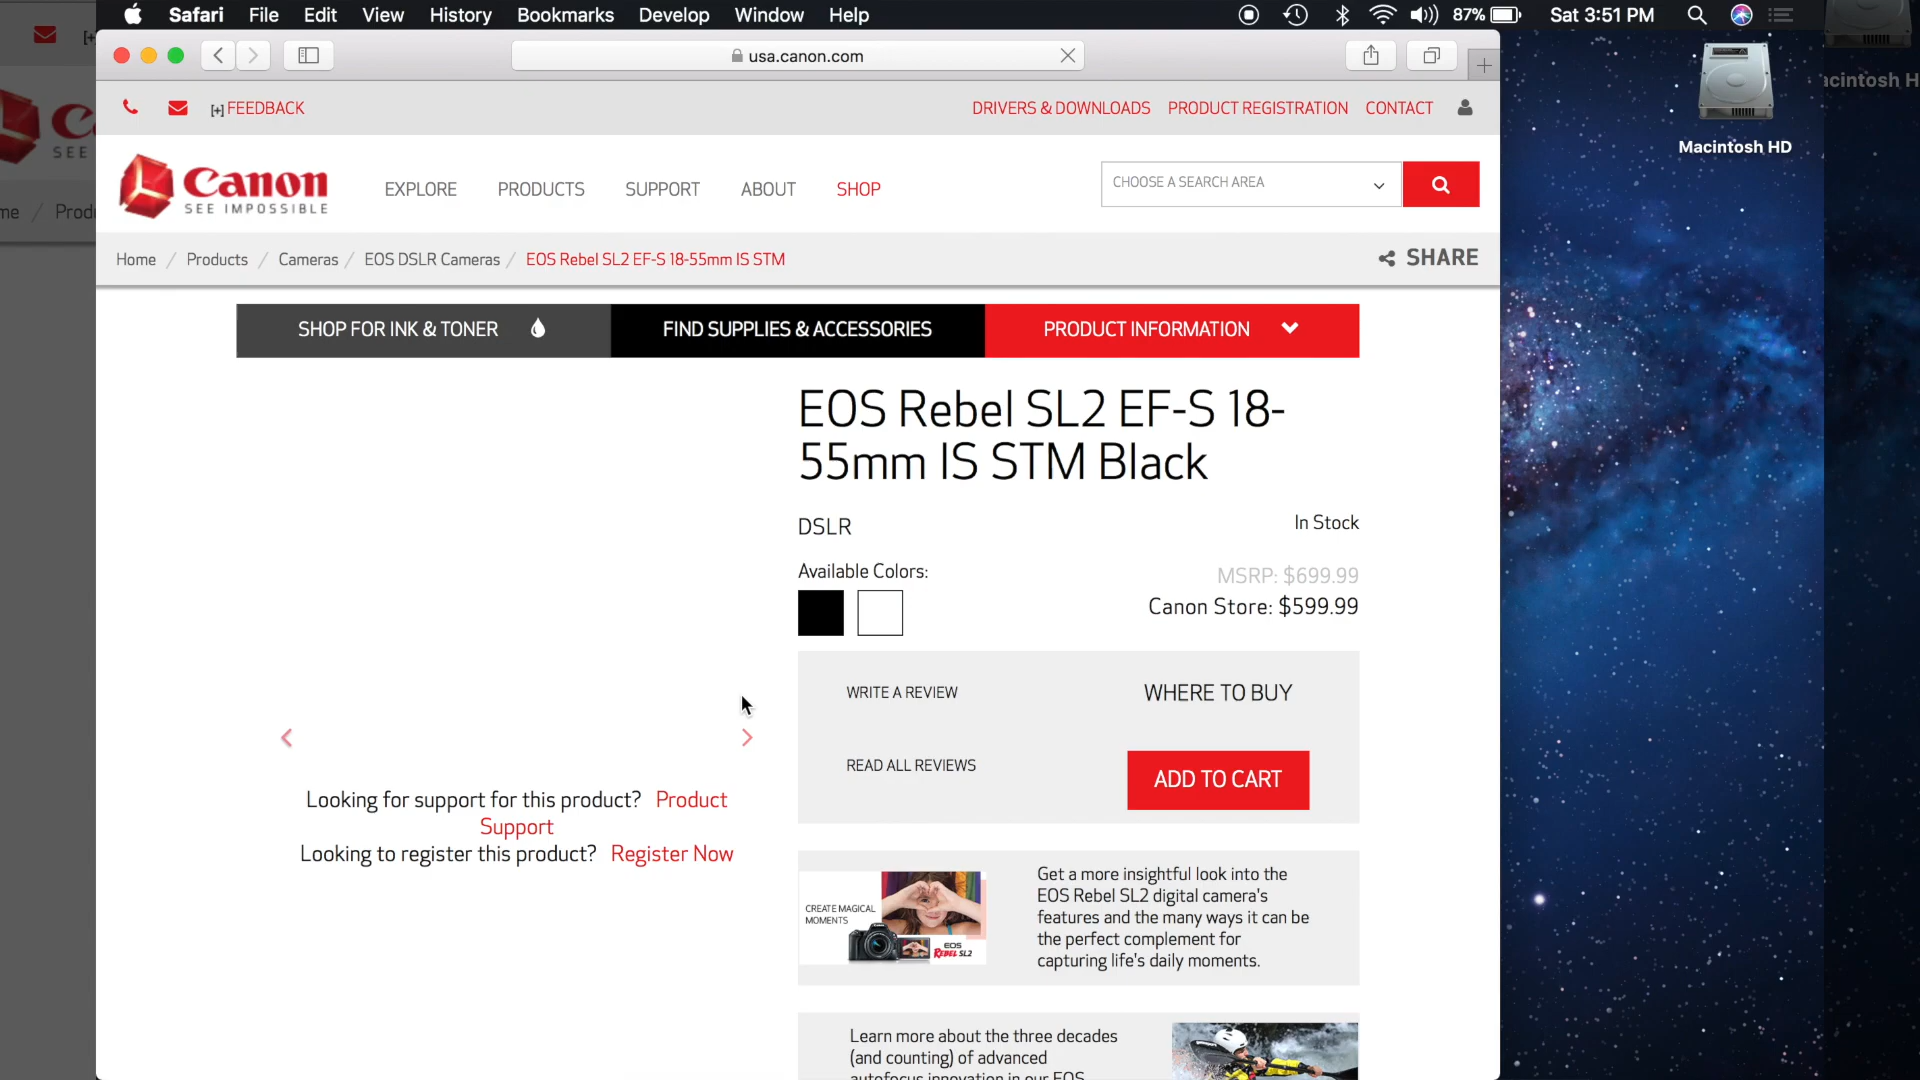 Safari File Edit View History Bookmarks Develop Window Help 87% Sat 3:51 PM
usa.canon.com
Macintosh HD
acintosh H
[+] FEEDBACK DRIVERS & DOWNLOADS PRODUCT REGISTRATION CONTACT
Canon
SEE IMPOSSIBLE
EXPLORE PRODUCTS SUPPORT ABOUT SHOP
CHOOSE A SEARCH AREA
SEE
me / Prod
Home / Products / Cameras / EOS DSLR Cameras / EOS Rebel SL2 EF-S 18-55mm IS STM
SHARE
SHOP FOR INK & TONER FIND SUPPLIES & ACCESSORIES PRODUCT INFORMATION
EOS Rebel SL2 EF-S 18-
55mm IS STM Black
DSLR In Stock
Available Colors:
MSRP: $699.99
Canon Store: $599.99
WRITE A REVIEW WHERE TO BUY
READ ALL REVIEWS ADD TO CART
Looking for support for this product? Product
Support
Looking to register this product? Register Now
CREATE MAGICAL
MOMENTS
EOS
REBEL SL2
Get a more insightful look into the
EOS Rebel SL2 digital camera's
features and the many ways it can be
the perfect complement for
capturing life's daily moments.
Learn more about the three decades
(and counting) of advanced
autofocus innovation in our EOS